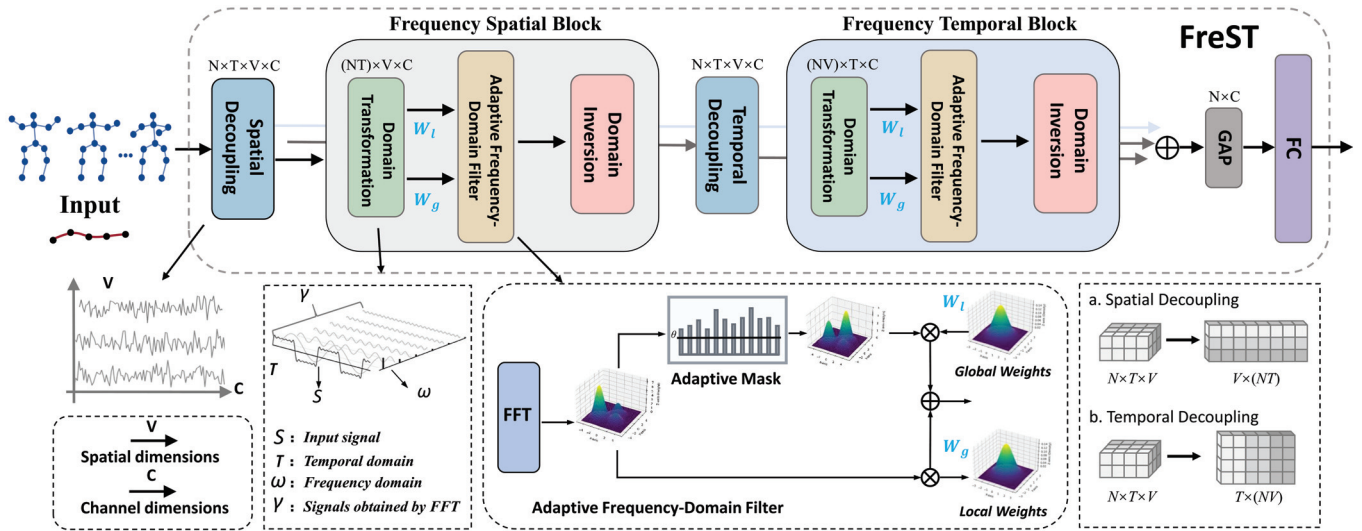 Frequency Spatial Block
Frequency Temporal Block
FreST
N×T×V×C
(NT)×V×C
N×T×V×C
(NV)×T×C
N×C
Spatial Decoupling
Domain Transformation
W_l
W_g
Adaptive Frequency-Domain Filter
Domain Inversion
Temporal Decoupling
Domian Transformation
W_l
W_g
Adaptive Frequency-Domain Filter
Domain Inversion
GAP
FC
Input
V
C
V
Spatial dimensions
C
Channel dimensions
γ
T
S
ω
S : Input signal
T : Temporal domain
ω : Frequency domain
γ : Signals obtained by FFT
FFT
θ
Adaptive Mask
W_l
Global Weights
W_g
Local Weights
Adaptive Frequency-Domain Filter
a. Spatial Decoupling
N×T×V
V×(NT)
b. Temporal Decoupling
N×T×V
T×(NV)